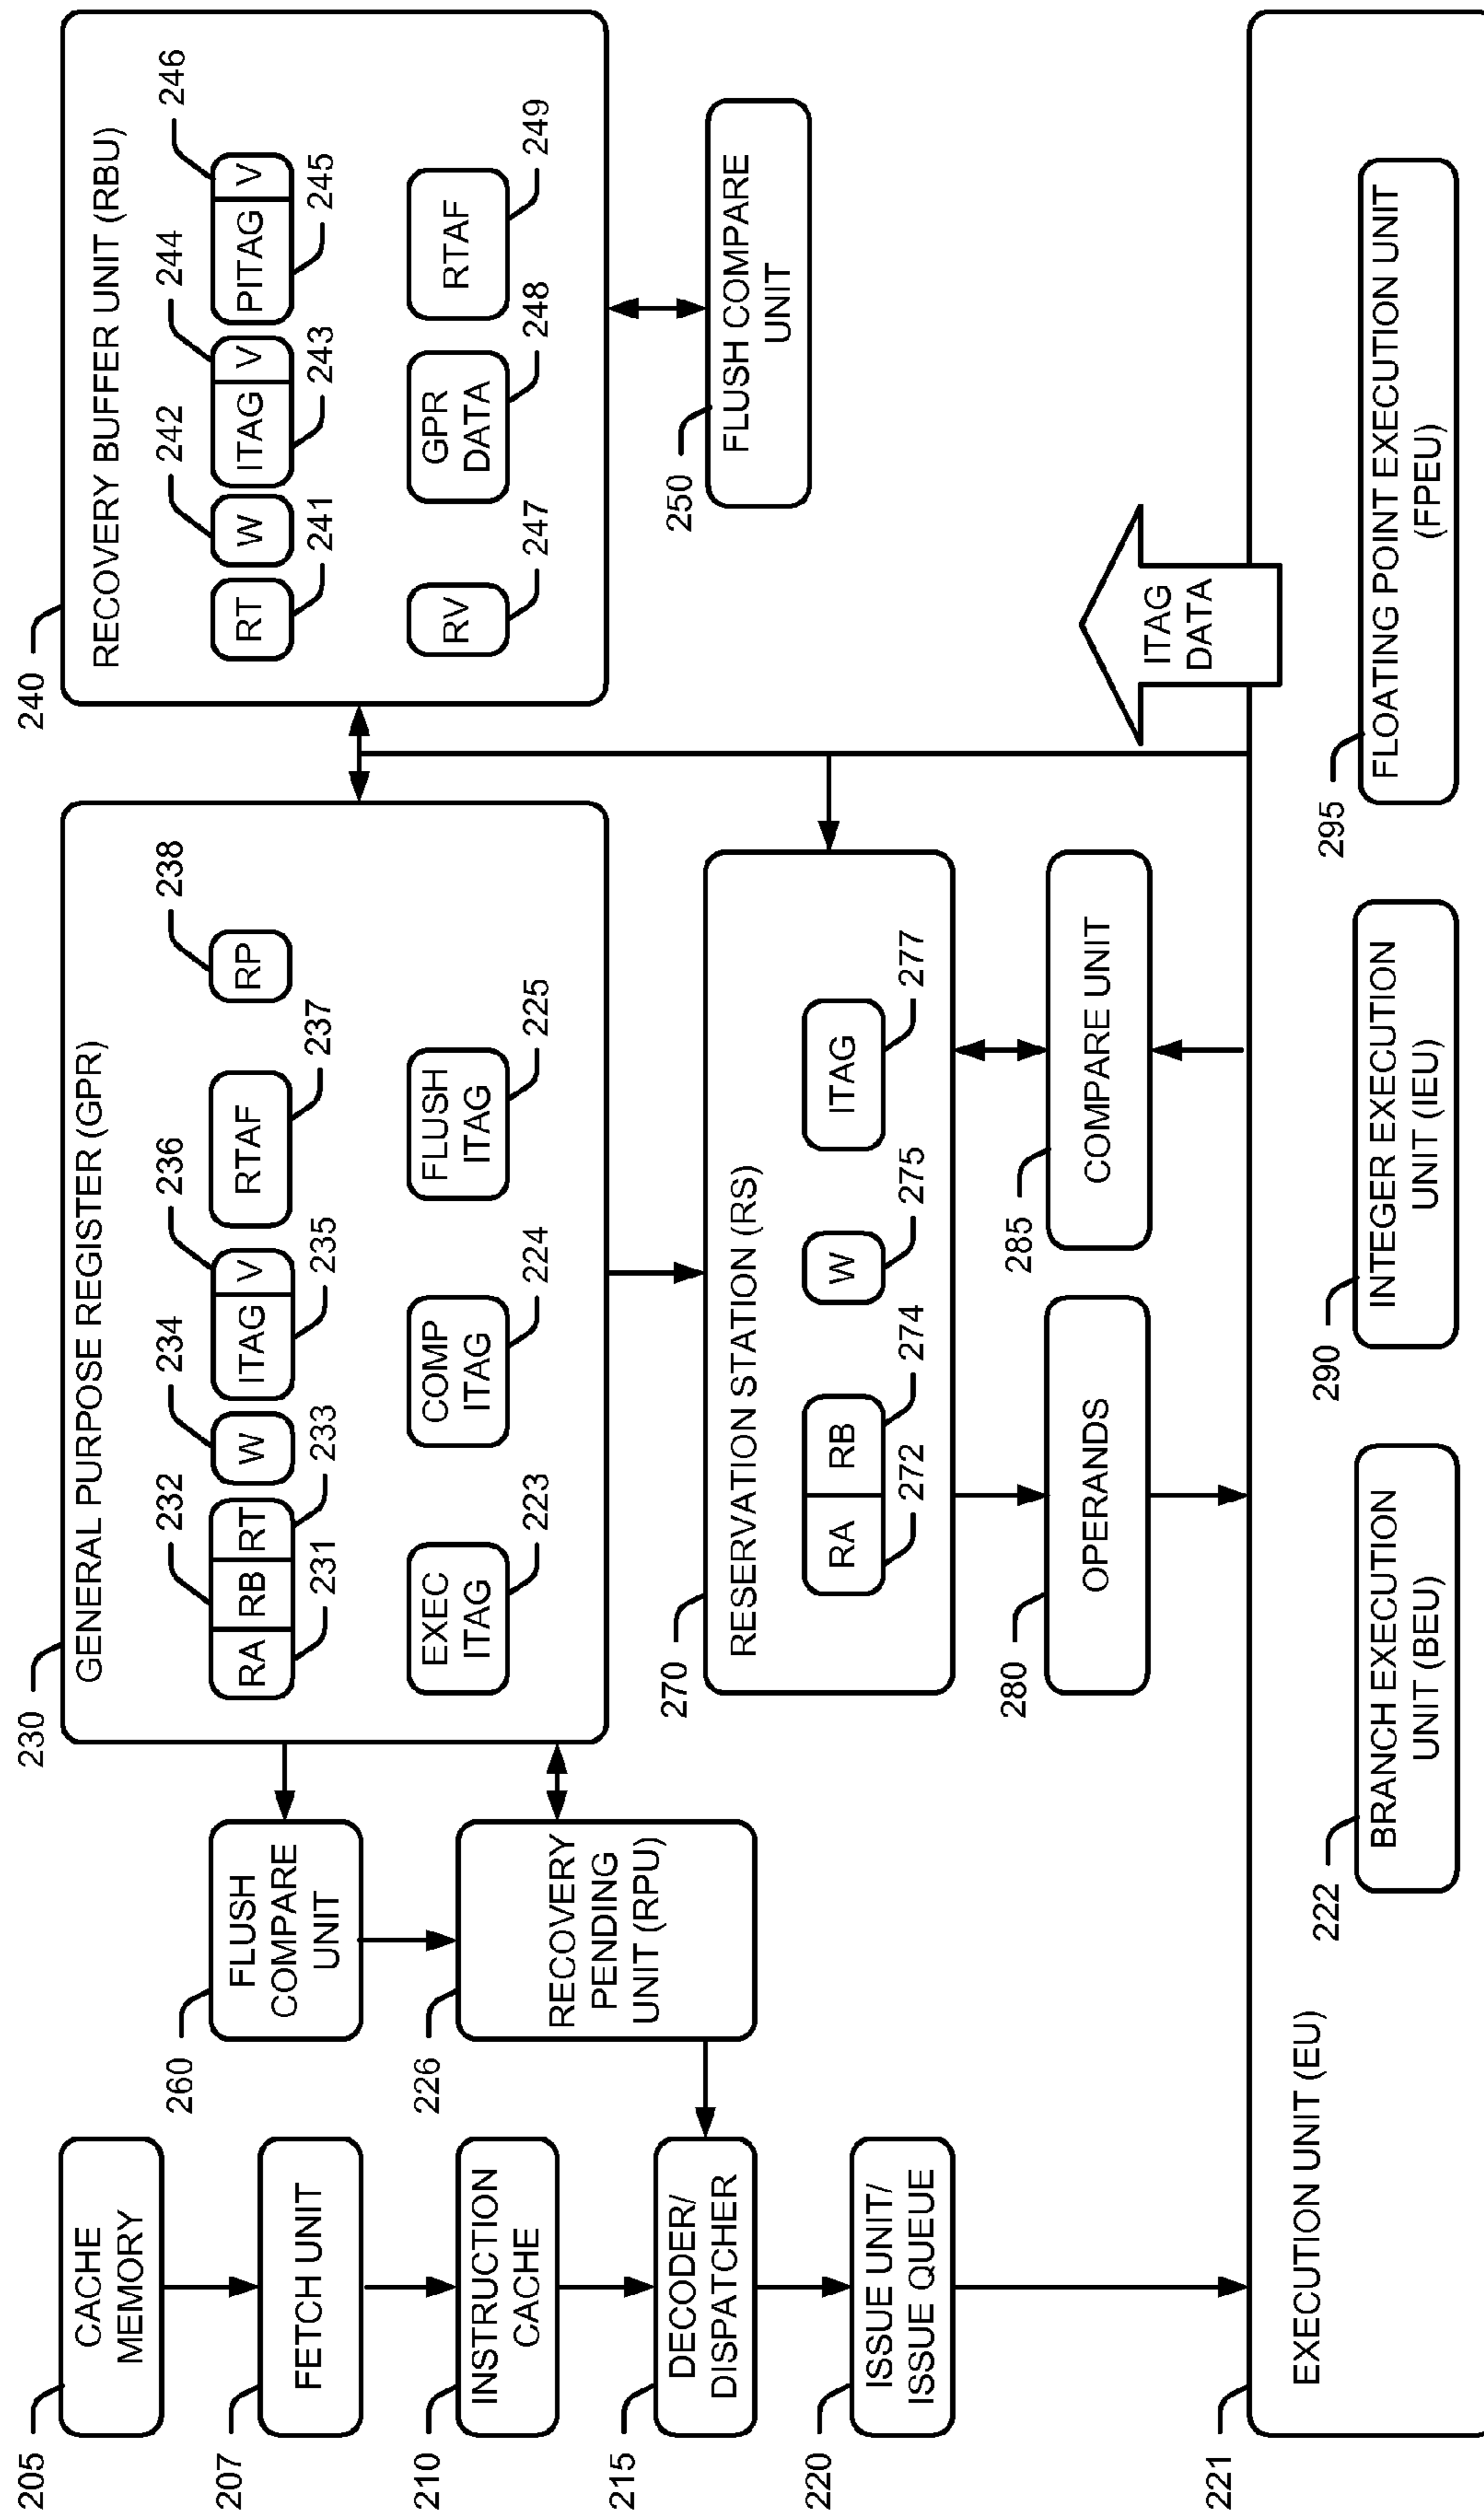 205
CACHE
MEMORY
207
FETCH UNIT
210
INSTRUCTION
CACHE
215
DECODER/
DISPATCHER
220
ISSUE UNIT/
ISSUE QUEUE
260
FLUSH
COMPARE
UNIT
226
RECOVERY
PENDING
UNIT (RPU)
230
GENERAL PURPOSE REGISTER (GPR)
232
234
236
238
RA
RB
RT
W
ITAG
V
RTAF
RP
231
233
235
237
EXEC
ITAG
223
COMP
ITAG
224
FLUSH
ITAG
225
240
RECOVERY BUFFER UNIT (RBU)
242
244
246
RT
W
ITAG
V
PITAG
V
241
243
245
RV
247
GPR
DATA
248
RTAF
249
250
FLUSH COMPARE
UNIT
270
RESERVATION STATION (RS)
RA
RB
W
ITAG
272
274
275
277
280
OPERANDS
285
COMPARE UNIT
ITAG
DATA
221
EXECUTION UNIT (EU)
222
BRANCH EXECUTION
UNIT (BEU)
290
INTEGER EXECUTION
UNIT (IEU)
295
FLOATING POINT EXECUTION UNIT
(FPEU)